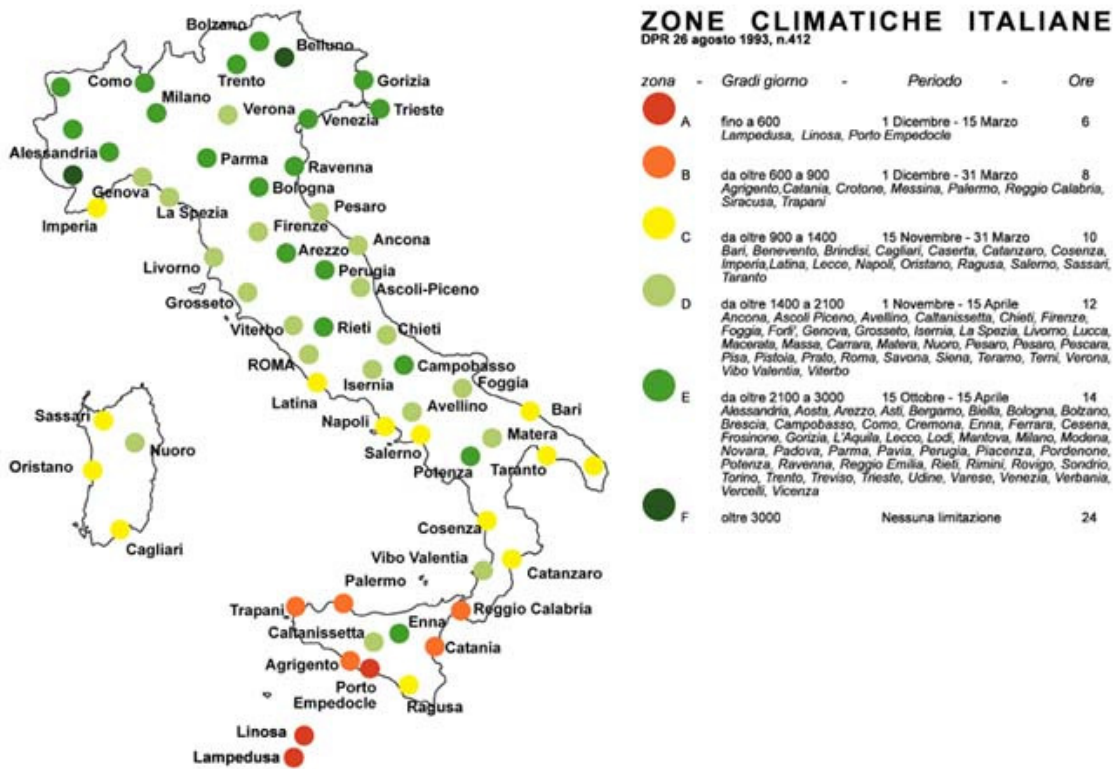 Bolzano
Belluno
Como
Trento
Gorizia
Milano
Verona
Trieste
Venezia
Alessandria
Parma
Ravenna
Genova
Bologna
La Spezia
Pesaro
Imperia
Firenze
Ancona
Arezzo
Livorno
Perugia
Grosseto
Ascoli-Piceno
Viterbo
Rieti
Chieti
ROMA
Campobasso
Isernia
Foggia
Latina
Avellino
Bari
Sassari
Napoli
Matera
Nuoro
Salerno
Oristano
Potenza
Taranto
Cosenza
Cagliari
Vibo Valentia
Catanzaro
Palermo
Trapani
Reggio Calabria
Enna
Caltanissetta
Catania
Agrigento
Porto
Empedocle
Ragusa
Linosa
Lampedusa
ZONE CLIMATICHE ITALIANE
DPR 26 agosto 1993, n.412
zona - Gradi giorno - Periodo - Ore
A fino a 600 1 Dicembre - 15 Marzo 6
Lampedusa, Linosa, Porto Empedocle
B da oltre 600 a 900 1 Dicembre - 31 Marzo 8
Agrigento,Catania, Crotone, Messina, Palermo, Reggio Calabria,
Siracusa, Trapani
C da oltre 900 a 1400 15 Novembre - 31 Marzo 10
Bari, Benevento, Brindisi, Cagliari, Caserta, Catanzaro, Cosenza,
Imperia,Latina, Lecce, Napoli, Oristano, Ragusa, Salerno, Sassari,
Taranto
D da oltre 1400 a 2100 1 Novembre - 15 Aprile 12
Ancona, Ascoli Piceno, Avellino, Caltanissetta, Chieti, Firenze,
Foggia, Forli', Genova, Grosseto, Isernia, La Spezia, Livorno, Lucca,
Macerata, Massa, Carrara, Matera, Nuoro, Pesaro, Pesaro, Pescara,
Pisa, Pistoia, Prato, Roma, Savona, Siena, Teramo, Terni, Verona,
Vibo Valentia, Viterbo
E da oltre 2100 a 3000 15 Ottobre - 15 Aprile 14
Alessandria, Aosta, Arezzo, Asti, Bergamo, Biella, Bologna, Bolzano,
Brescia, Campobasso, Como, Cremona, Enna, Ferrara, Cesena,
Frosinone, Gorizia, L'Aquila, Lecco, Lodi, Mantova, Milano, Modena,
Novara, Padova, Parma, Pavia, Perugia, Piacenza, Pordenone,
Potenza, Ravenna, Reggio Emilia, Rieti, Rimini, Rovigo, Sondrio,
Torino, Trento, Treviso, Trieste, Udine, Varese, Venezia, Verbania,
Vercelli, Vicenza
F oltre 3000 Nessuna limitazione 24